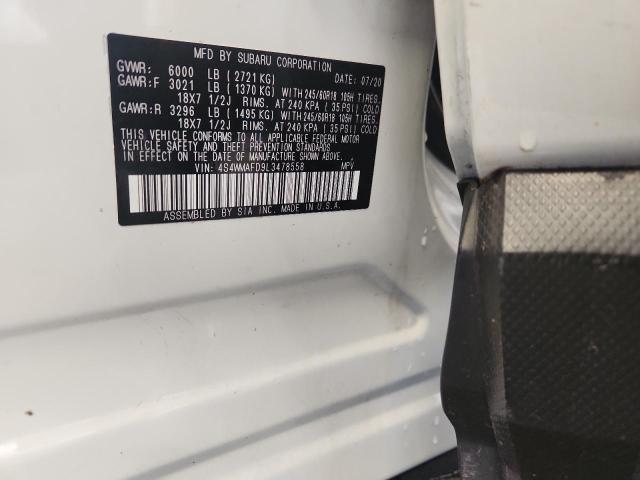 MFD BY SUBARU CORPORATION
GVWR: 6000 LB ( 2721 KG) DATE: 07/20
GAWR:F 3021 LB ( 1370 KG) WITH 245/60R18 105H TIRES,
18X7 1/2J RIMS, AT 240 KPA ( 35 PSI) COLD
GAWR:R 3296 LB ( 1495 KG) WITH 245/60R18 105H TIRES,
18X7 1/2J RIMS, AT 240 KPA ( 35 PSI) COLD
THIS VEHICLE CONFORMS TO ALL APPLICABLE FEDERAL MOTOR
VEHICLE SAFETY AND THEFT PREVENTION STANDARDS
IN EFFECT ON THE DATE OF MANUFACTURE SHOWN ABOVE.
VIN: 4S4WMAFD9L3478558 MPV
ASSEMBLED BY SIA INC. MADE IN U.S.A.